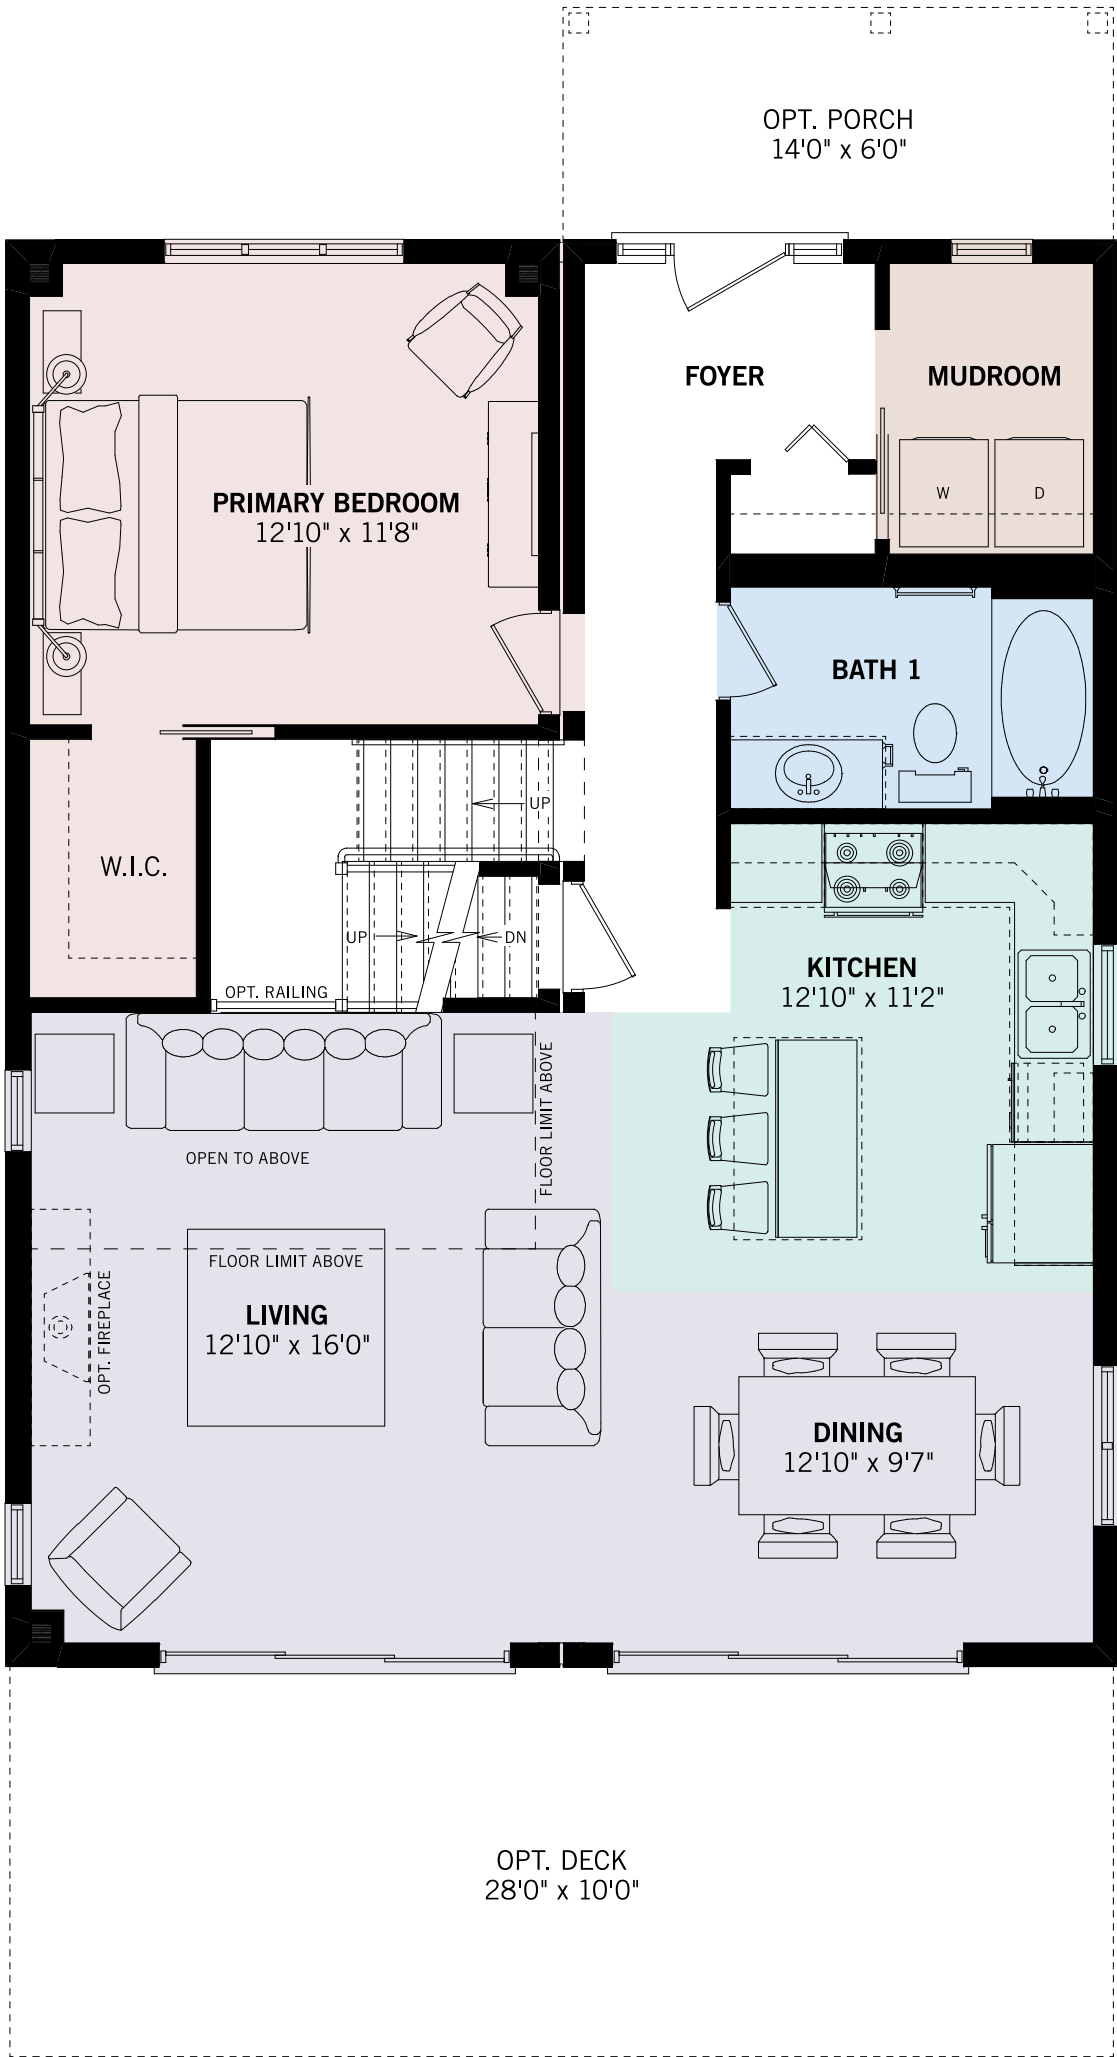 OPT. PORCH
14'0" x 6'0"
FOYER
MUDROOM
W
D
PRIMARY BEDROOM
12'10" x 11'8"
BATH 1
UP
W.I.C.
UP
DN
OPT. RAILING
KITCHEN
12'10" x 11'2"
FLOOR LIMIT ABOVE
OPEN TO ABOVE
FLOOR LIMIT ABOVE
OPT. FIREPLACE
LIVING
12'10" x 16'0"
DINING
12'10" x 9'7"
OPT. DECK
28'0" x 10'0"